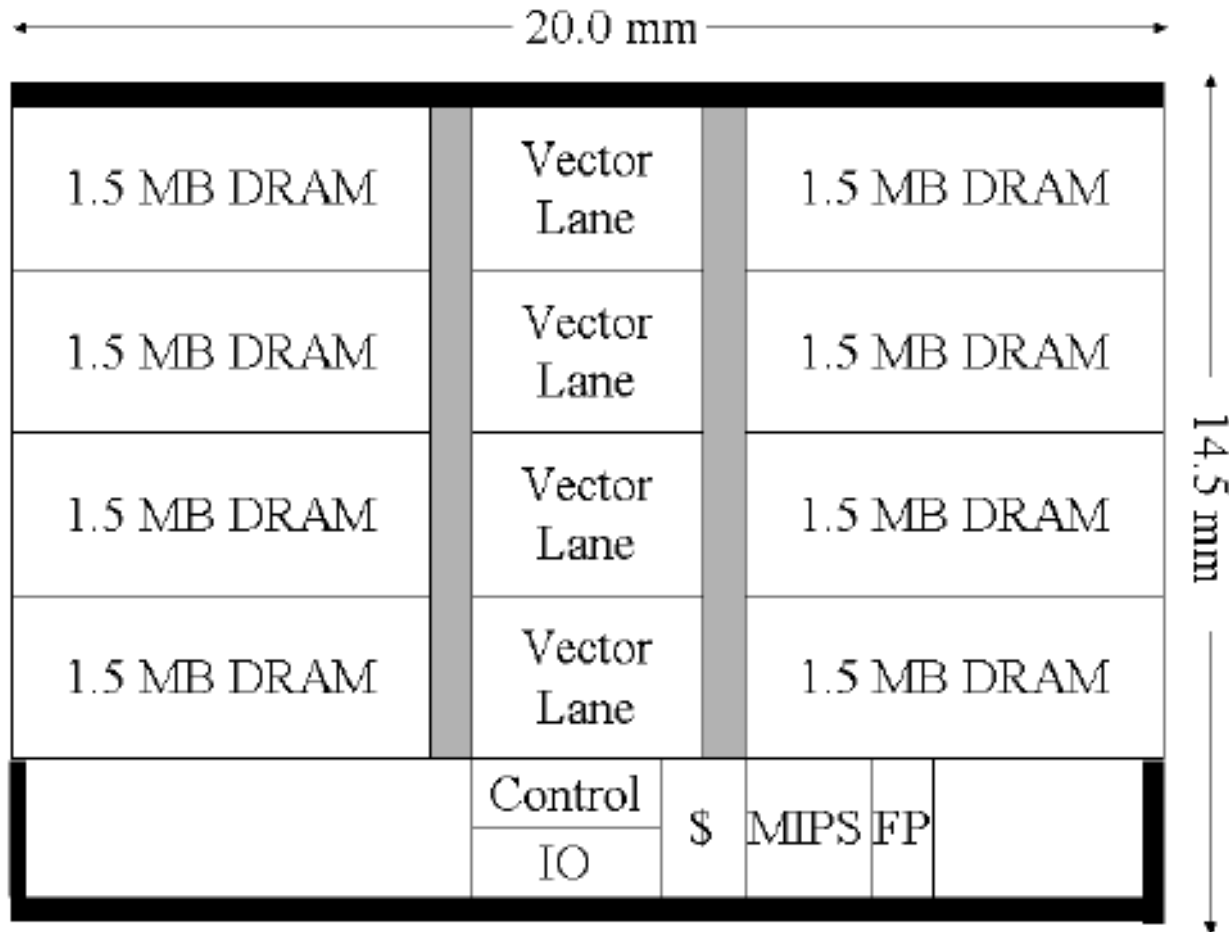 20.0 mm
1.5 MB DRAM
Vector
Lane
1.5 MB DRAM
1.5 MB DRAM
Vector
Lane
1.5 MB DRAM
1.5 MB DRAM
Vector
Lane
1.5 MB DRAM
1.5 MB DRAM
Vector
Lane
1.5 MB DRAM
14.5 mm
Control
IO
$
MIPS
FP